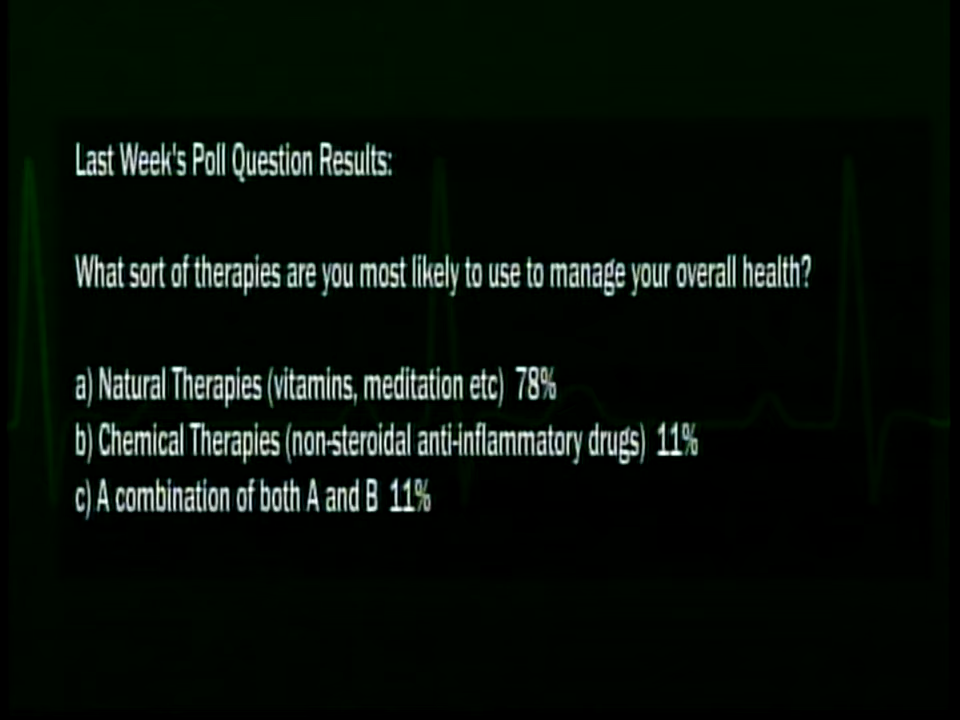 Last Week's Poll Question Results:
What sort of therapies are you most likely to use to manage your overall health?
a) Natural Therapies (vitamins, meditation etc) 78%
b) Chemical Therapies (non-steroidal anti-inflammatory drugs) 11%
c) A combination of both A and B 11%